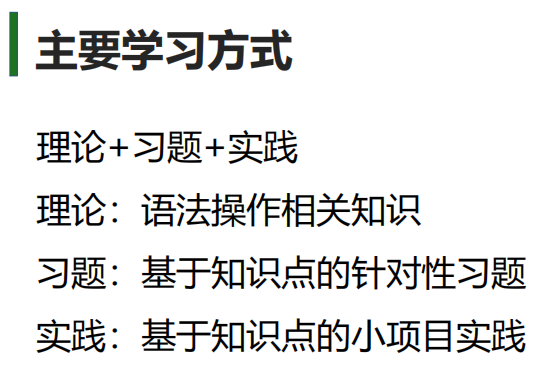 主要学习方式
理论+习题+实践
理论：语法操作相关知识
习题：基于知识点的针对性习题
实践：基于知识点的小项目实践